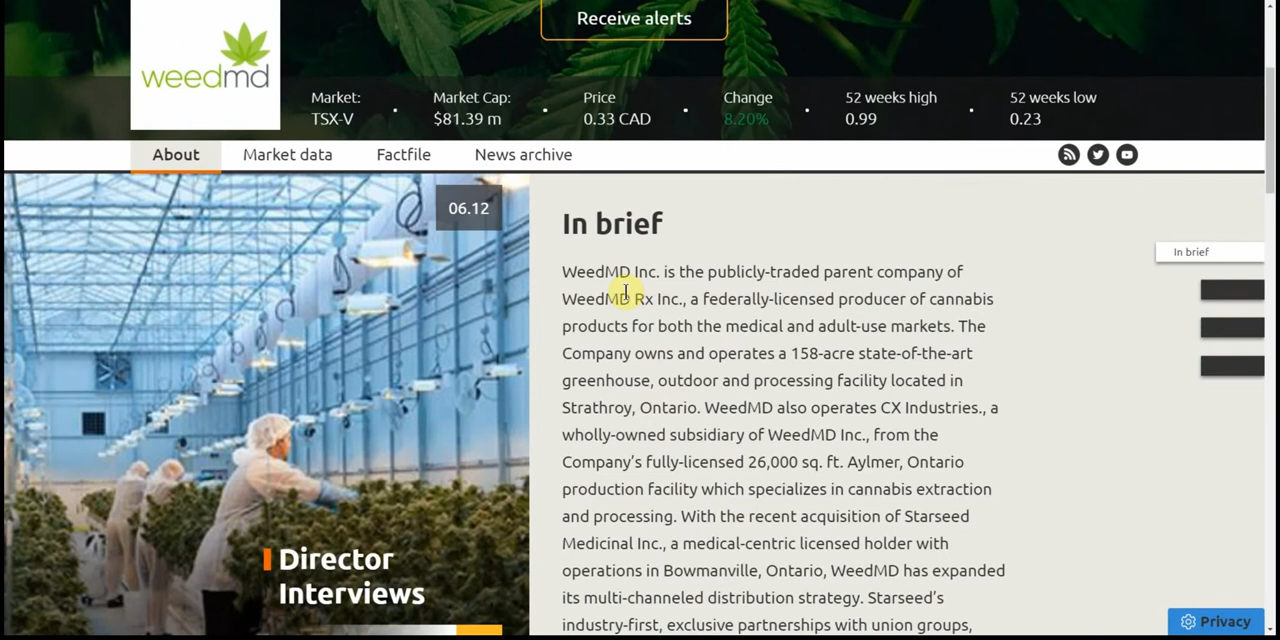 Receive alerts
weedmd
Market:
TSX-V
Market Cap:
$81.39 m
Price
0.33 CAD
Change
8.20%
52 weeks high
0.99
52 weeks low
0.23
About
Market data
Factfile
News archive
06.12
Director
Interviews
In brief
WeedMD Inc. is the publicly-traded parent company of
WeedMD Rx Inc., a federally-licensed producer of cannabis
products for both the medical and adult-use markets. The
Company owns and operates a 158-acre state-of-the-art
greenhouse, outdoor and processing facility located in
Strathroy, Ontario. WeedMD also operates CX Industries., a
wholly-owned subsidiary of WeedMD Inc., from the
Company's fully-licensed 26,000 sq. ft. Aylmer, Ontario
production facility which specializes in cannabis extraction
and processing. With the recent acquisition of Starseed
Medicinal Inc., a medical-centric licensed holder with
operations in Bowmanville, Ontario, WeedMD has expanded
its multi-channeled distribution strategy. Starseed's
industry-first, exclusive partnerships with union groups,
In brief
Privacy